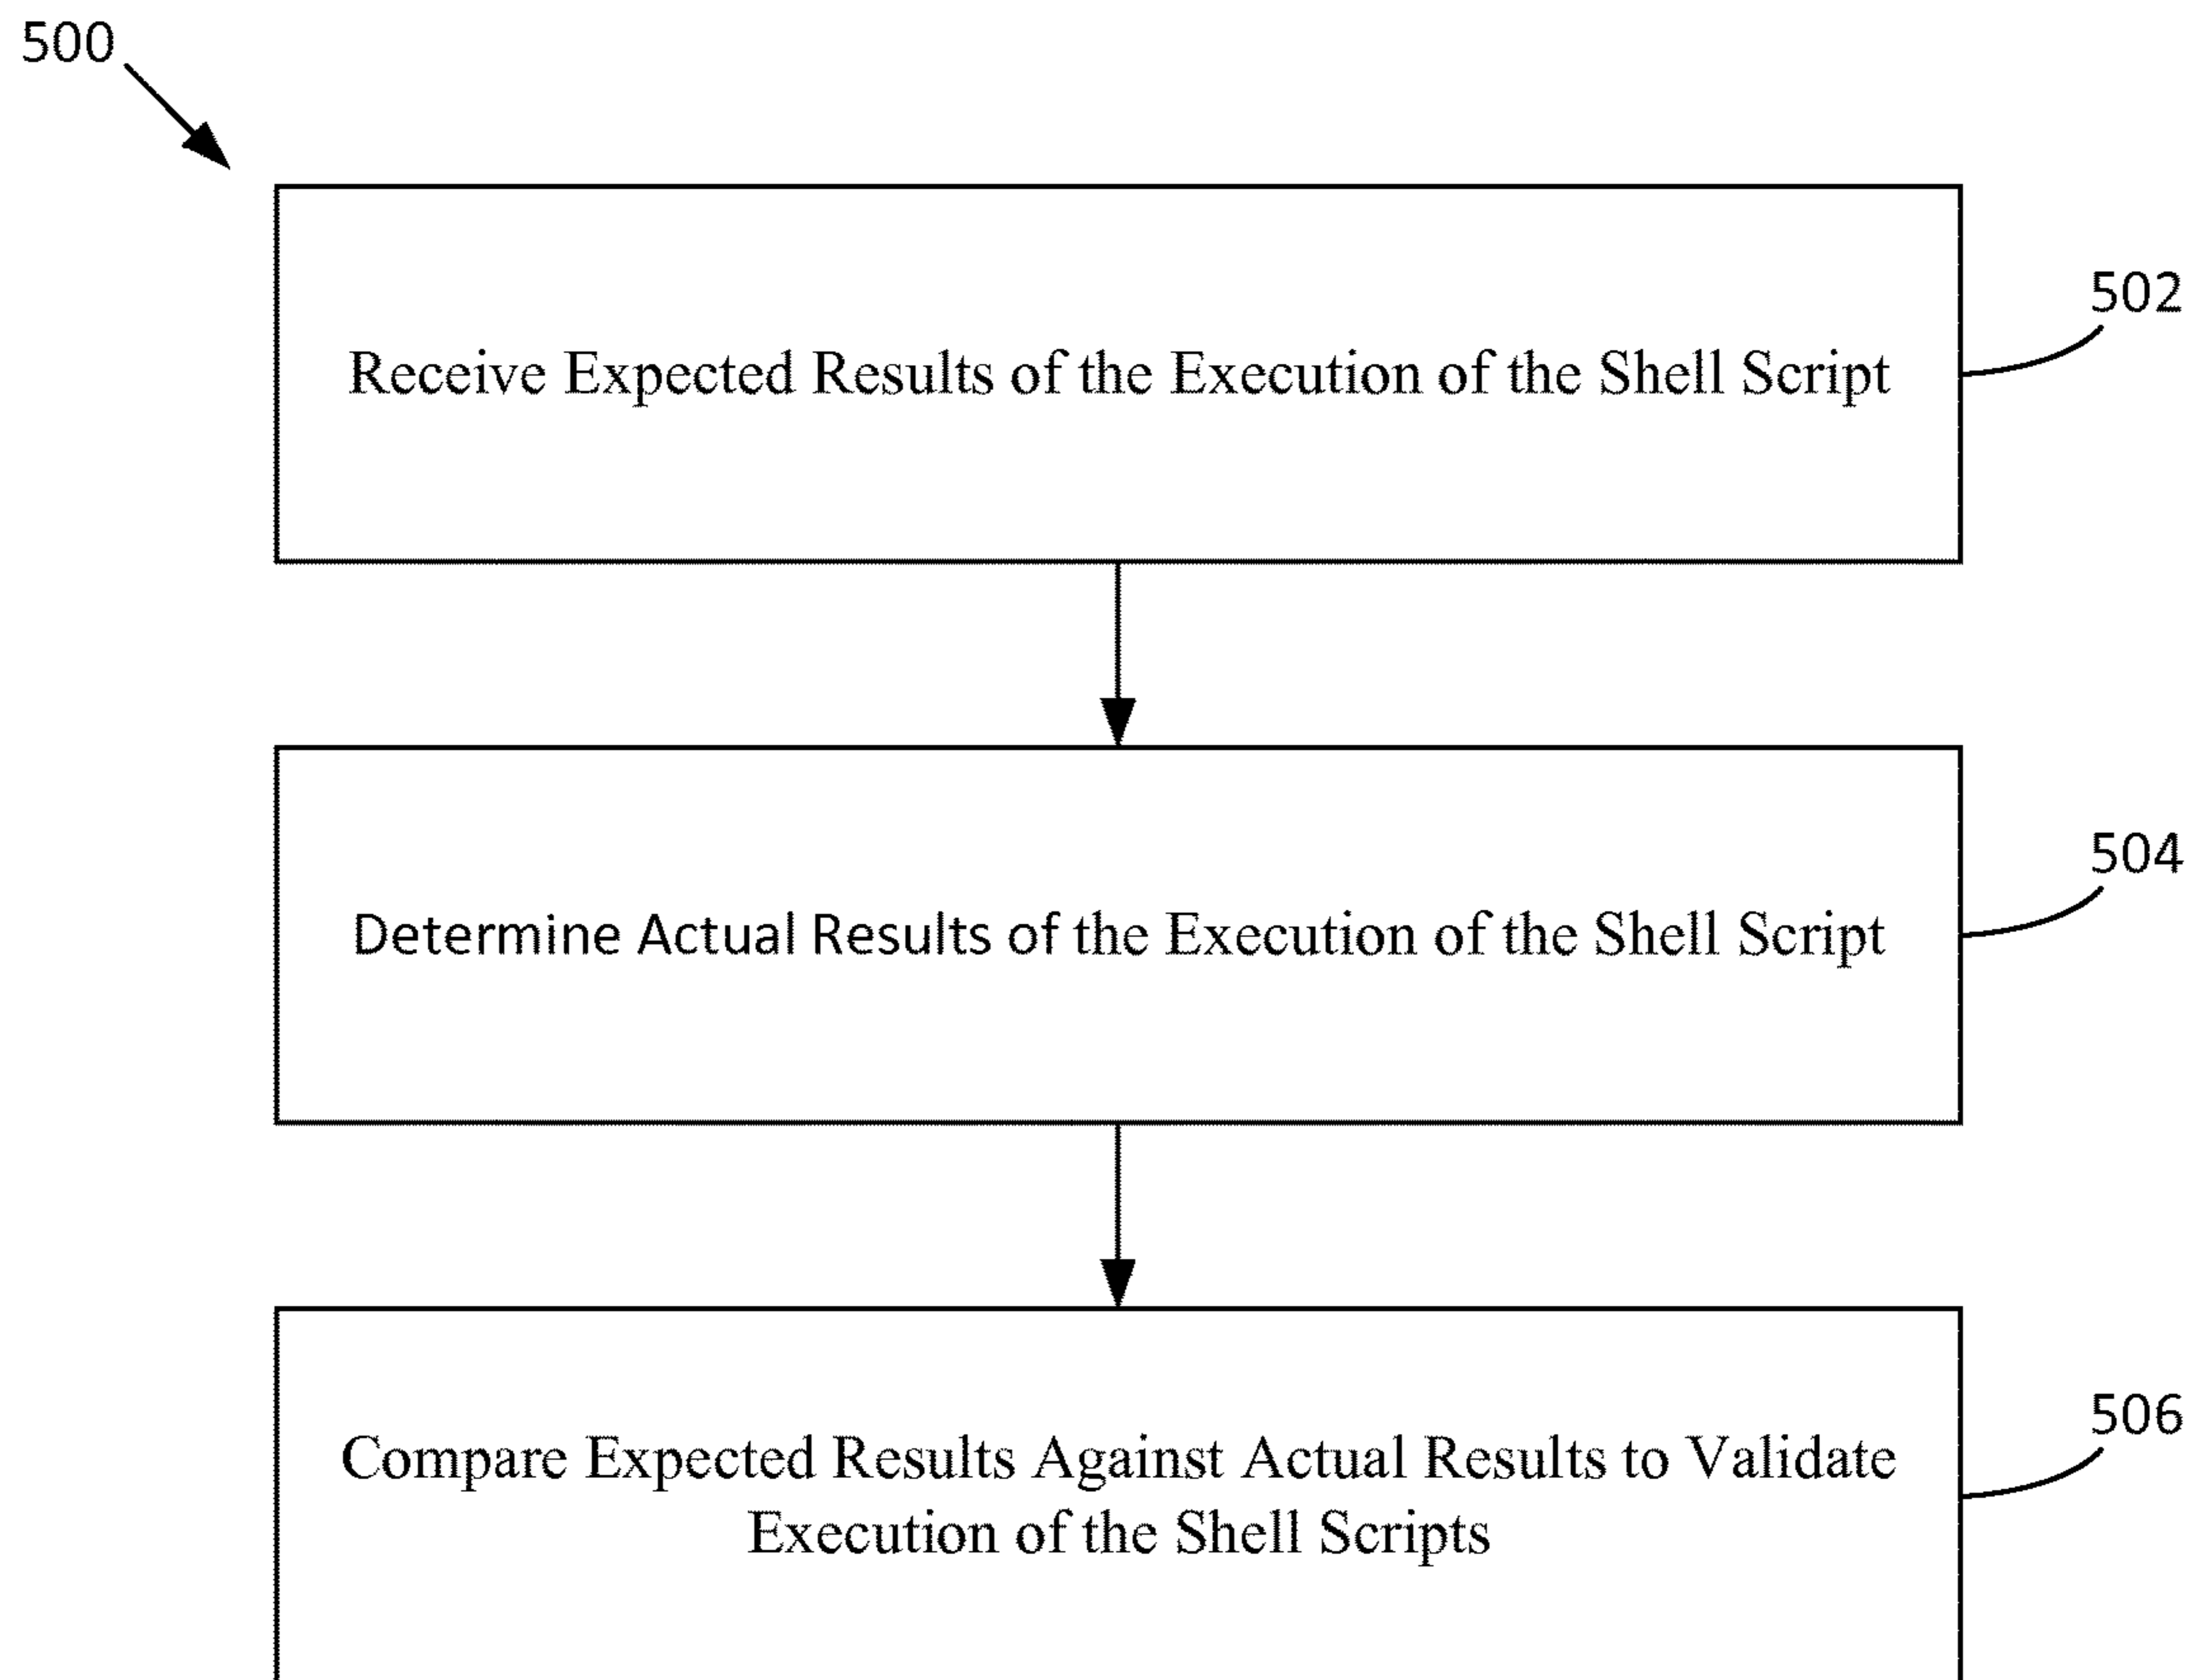 500
502
Receive Expected Results of the Execution of the Shell Script
504
Determine Actual Results of the Execution of the Shell Script
506
Compare Expected Results Against Actual Results to Validate
Execution of the Shell Scripts